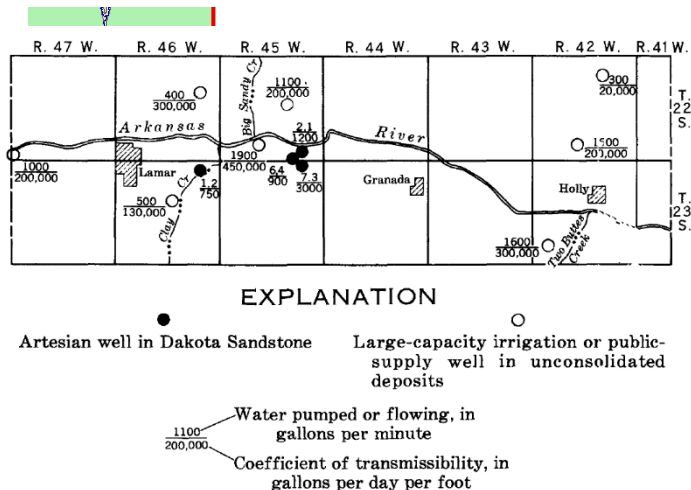 R. 47 W. R. 46 W. R. 45 W. R. 44 W. R. 43 W. R. 42 W. R. 41 W.
400
300,000
Big Sandy Cr
1100
200,000
300
20,000
T.
22
S.
Arkansas River
2.1
1200
1900
450,000
1500
200,000
1000
200,000
Lamar
Clay Cr
1.2
750
6.4
900
7.3
3000
Granada
Holly
T.
23
S.
500
130,000
1600
300,000
Two Buttes
Creek
EXPLANATION
Artesian well in Dakota Sandstone
Large-capacity irrigation or public-
supply well in unconsolidated
deposits
1100
200,000
Water pumped or flowing, in
gallons per minute
Coefficient of transmissibility, in
gallons per day per foot